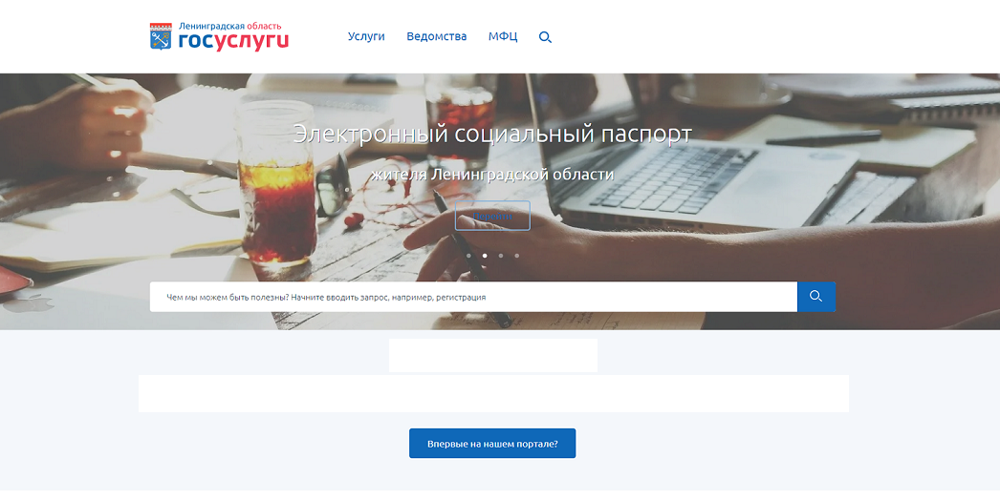 Ленинградская область
госуслуги
Услуги Ведомства МФЦ
Электронный социальный паспорт
жителя Ленинградской области
Чем мы можем быть полезны? Начните вводить запрос, например, регистрация
Впервые на нашем портале?